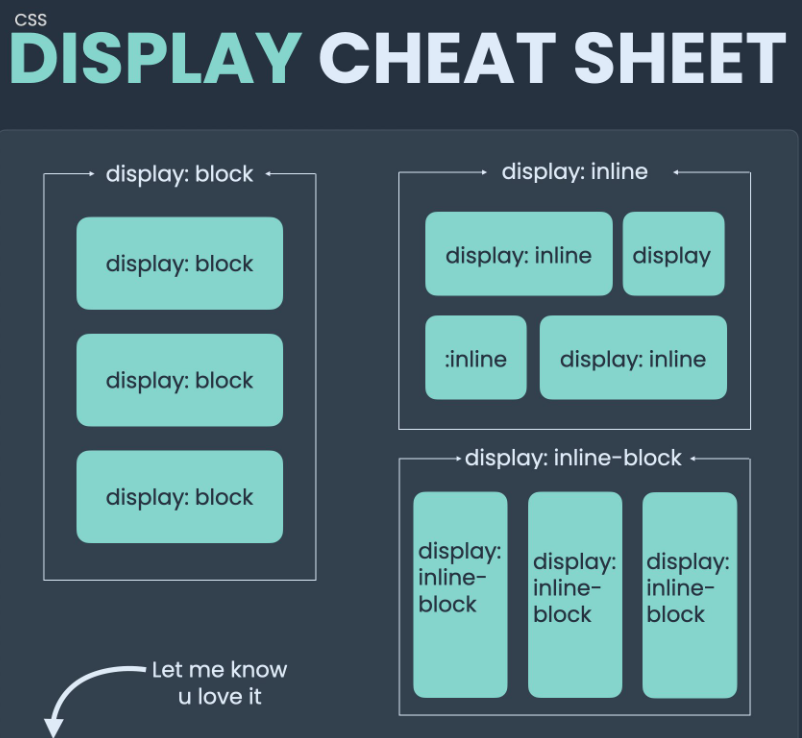 CSS
DISPLAY CHEAT SHEET
display: block
display: block
display: block
display: block
display: inline
display: inline
display
:inline
display: inline
display: inline-block
display:
inline-
block
display:
inline-
block
display:
inline-
block
Let me know
u love it